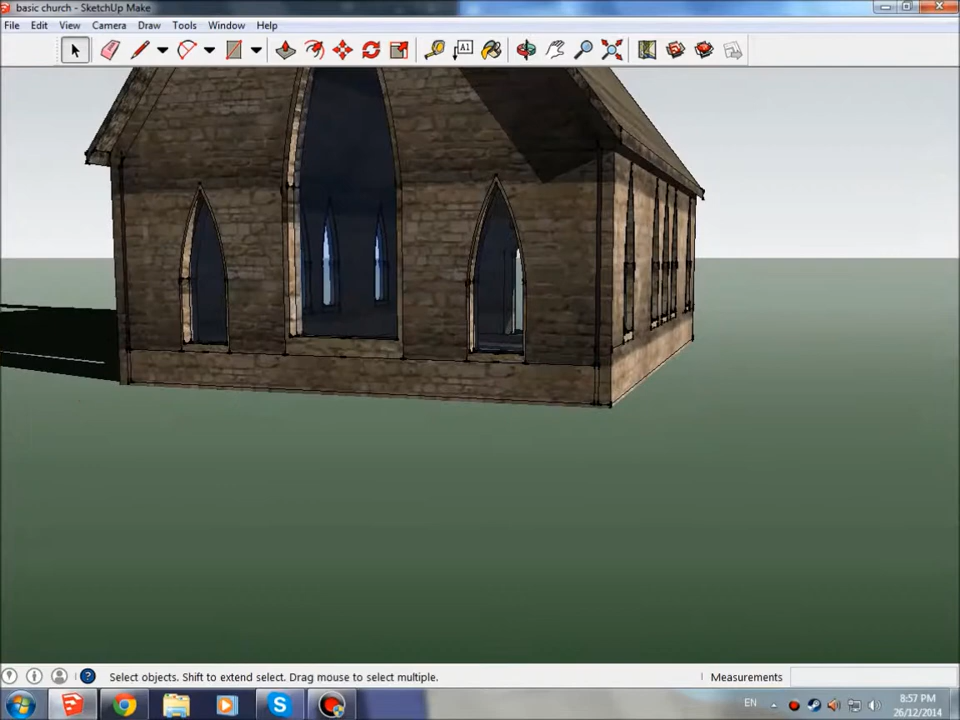 basic church - SketchUp Make
File Edit View Camera Draw Tools Window Help
A1
Select objects. Shift to extend select. Drag mouse to select multiple.
Measurements
EN
8:57 PM
26/12/2014